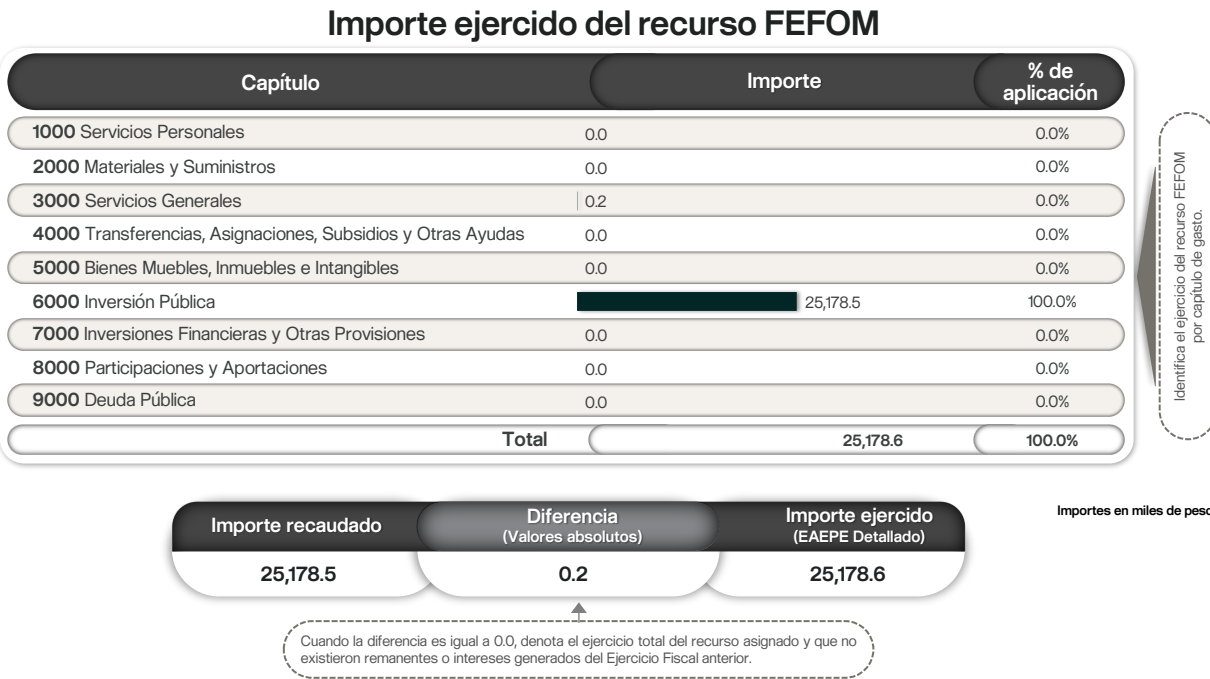 Importe ejercido del recurso FEFOM
Capítulo Importe % de aplicación
1000 Servicios Personales 0.0 0.0%
2000 Materiales y Suministros 0.0 0.0%
3000 Servicios Generales 0.2 0.0%
4000 Transferencias, Asignaciones, Subsidios y Otras Ayudas 0.0 0.0%
5000 Bienes Muebles, Inmuebles e Intangibles 0.0 0.0%
6000 Inversión Pública 25,178.5 100.0%
7000 Inversiones Financieras y Otras Provisiones 0.0 0.0%
8000 Participaciones y Aportaciones 0.0 0.0%
9000 Deuda Pública 0.0 0.0%
Total 25,178.6 100.0%
Identifica el ejercicio del recurso FEFOM
por capítulo de gasto.
Importes en miles de peso
Importe recaudado Diferencia (Valores absolutos) Importe ejercido (EAEPE Detallado)
25,178.5 0.2 25,178.6
Cuando la diferencia es igual a 0.0, denota el ejercicio total del recurso asignado y que no
existieron remanentes o intereses generados del Ejercicio Fiscal anterior.